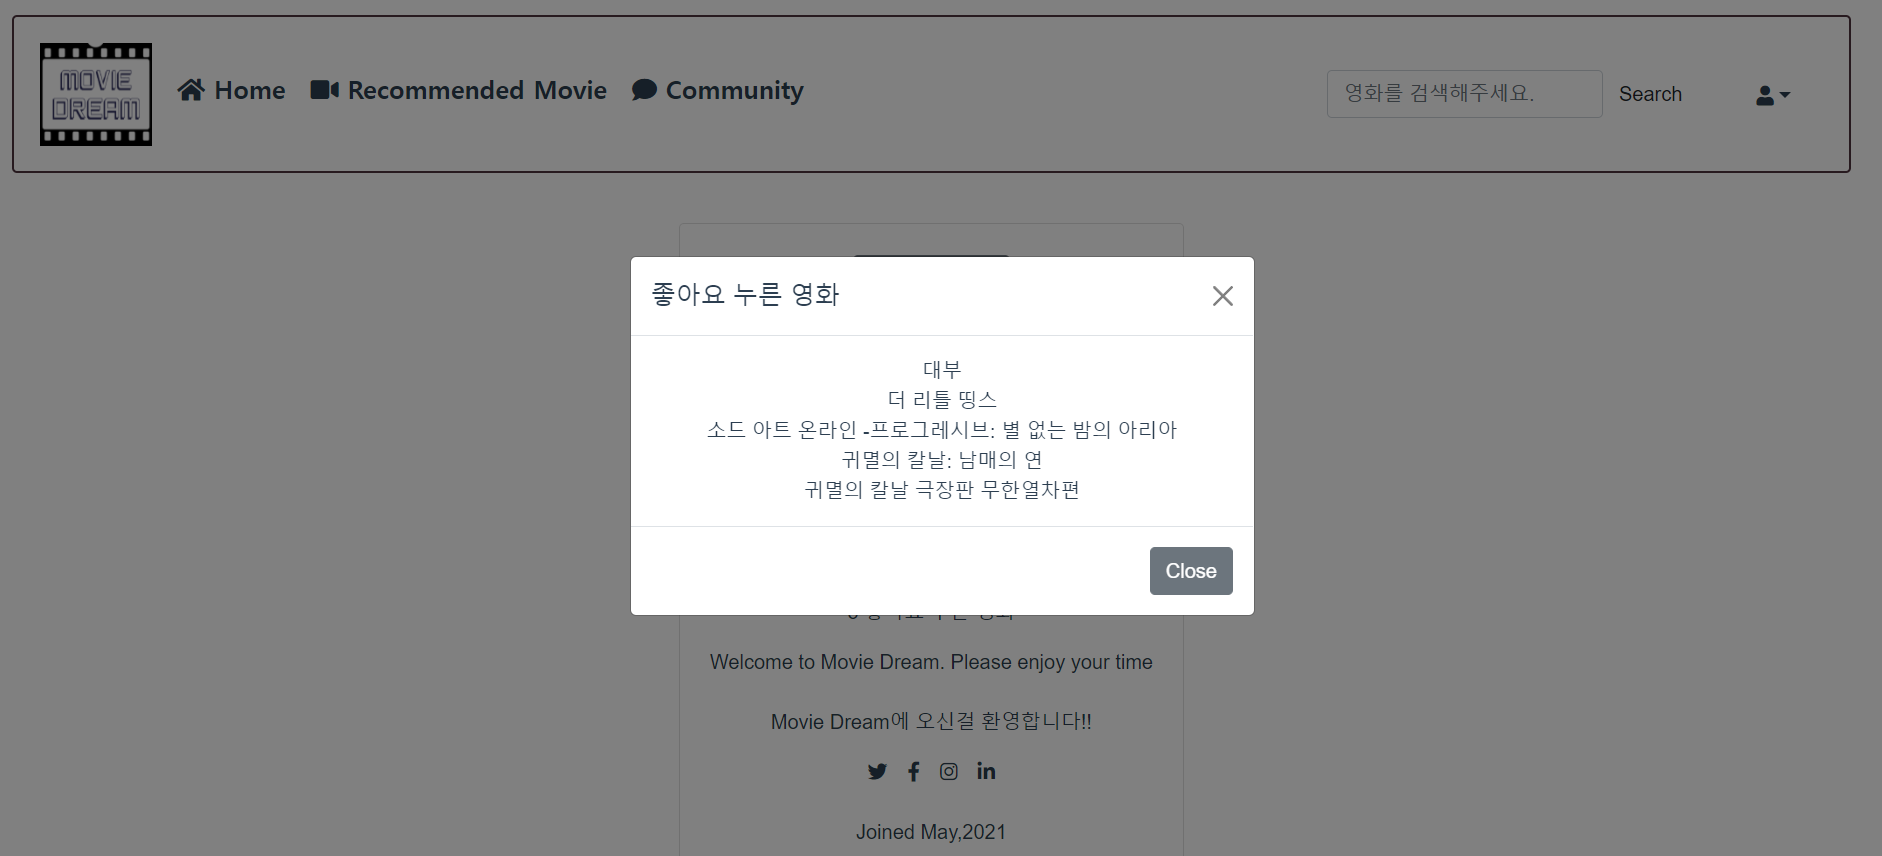 MOVIE
DREAM
Home
Recommended Movie
Community
영화를 검색해주세요.
Search
좋아요 누른 영화
대부
더 리틀 띵스
소드 아트 온라인 -프로그레시브: 별 없는 밤의 아리아
귀멸의 칼날: 남매의 연
귀멸의 칼날 극장판 무한열차편
Close
Welcome to Movie Dream. Please enjoy your time
Movie Dream에 오신걸 환영합니다!!
Joined May,2021